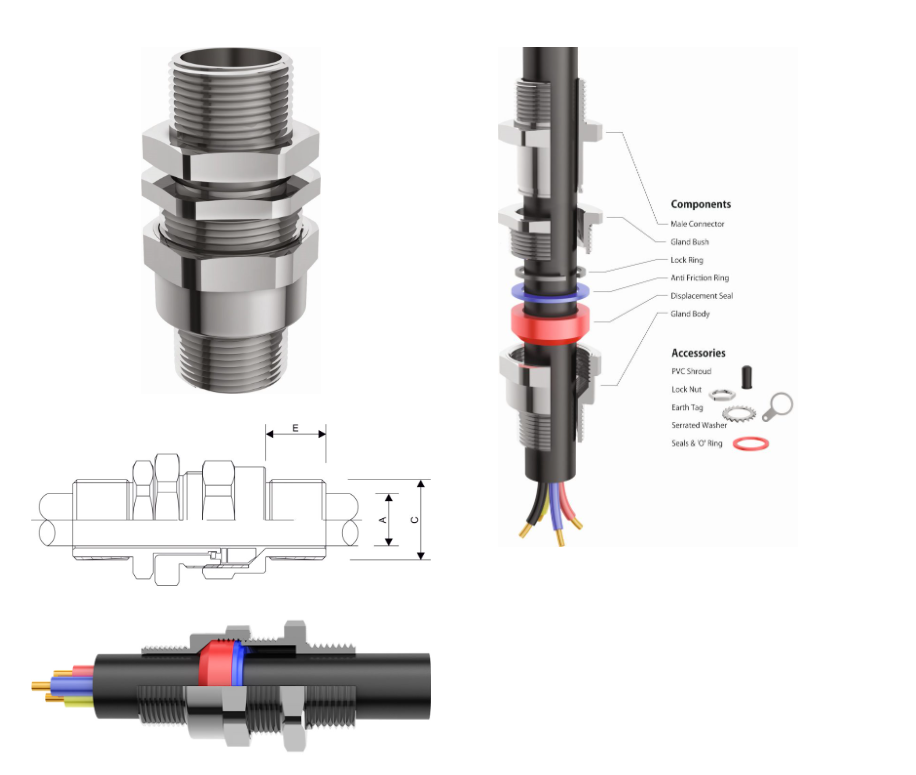 Components
Male Connector
Gland Bush
Lock Ring
Anti Friction Ring
Displacement Seal
Gland Body
Accessories
PVC Shroud
Lock Nut
Earth Tag
Serrated Washer
Seals & 'O' Ring
E
A
C